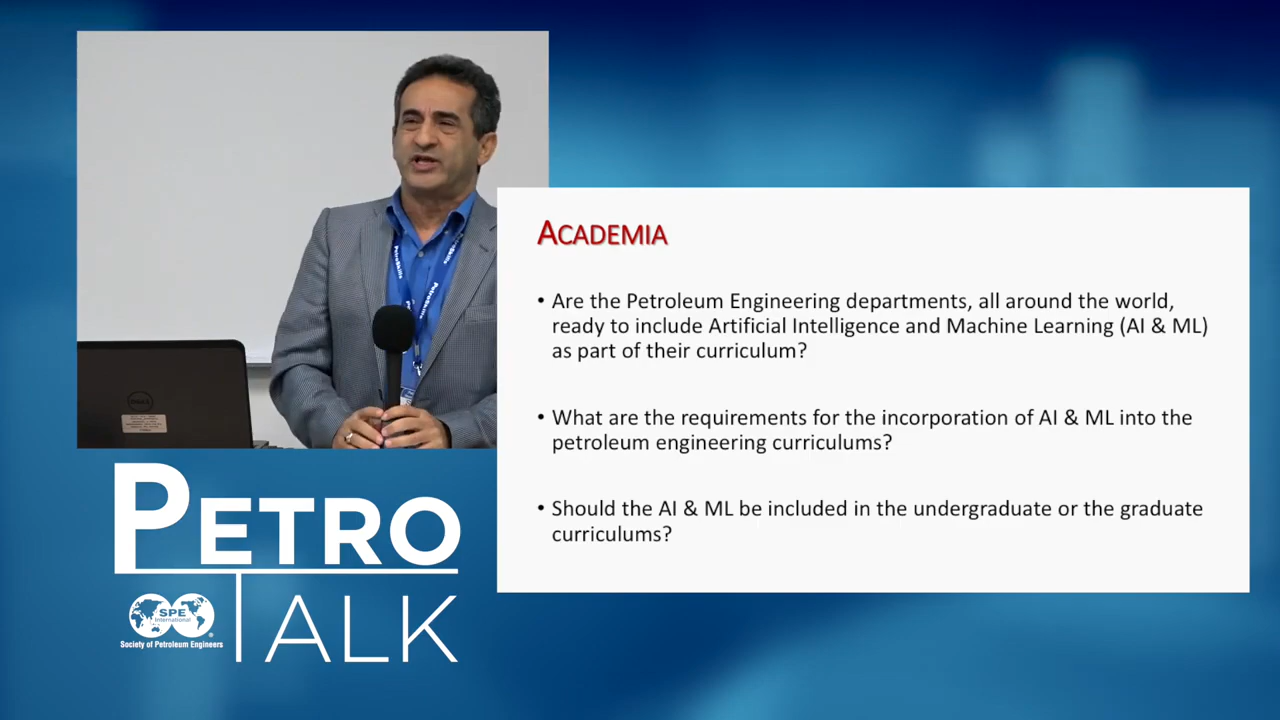 ACADEMIA
• Are the Petroleum Engineering departments, all around the world,
ready to include Artificial Intelligence and Machine Learning (AI & ML)
as part of their curriculum?
• What are the requirements for the incorporation of AI & ML into the
petroleum engineering curriculums?
• Should the AI & ML be included in the undergraduate or the graduate
curriculums?
PetroSkills
PetroSkills
DELL
PETRO
TALK
SPE
International
®
Society of Petroleum Engineers